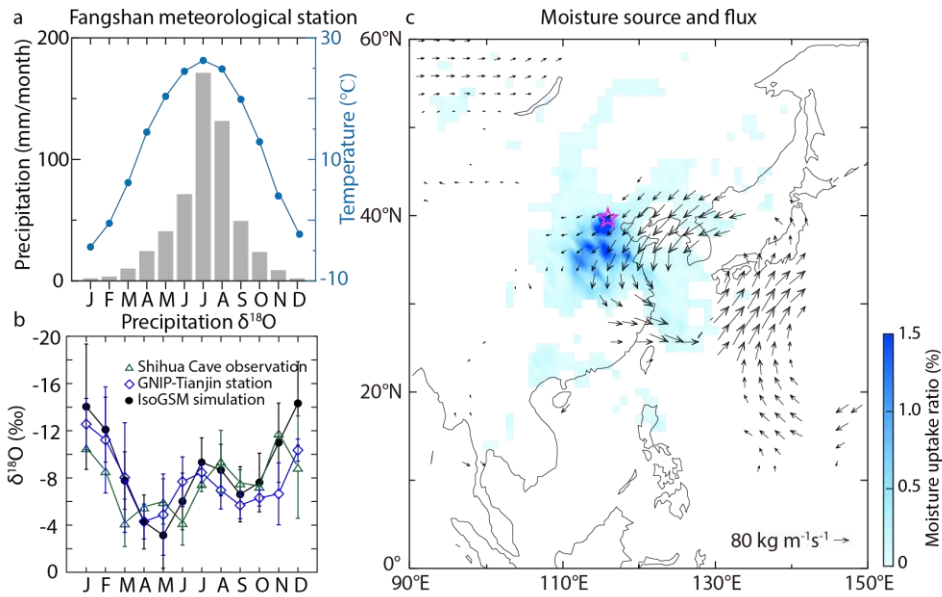 a Fangshan meteorological station
200
100
0
Precipitation (mm/month)
30
10
-10
Temperature (°C)
J F M A M J J A S O N D
b Precipitation δ¹⁸O
-20
-16
-12
-8
-4
0
δ¹⁸O (‰)
Shihua Cave observation
GNIP-Tianjin station
IsoGSM simulation
J F M A M J J A S O N D
c Moisture source and flux
60°N
40°N
20°N
0°
90°E 110°E 130°E 150°E
80 kg m⁻¹s⁻¹
1.5
1.0
0.5
0
Moisture uptake ratio (%)